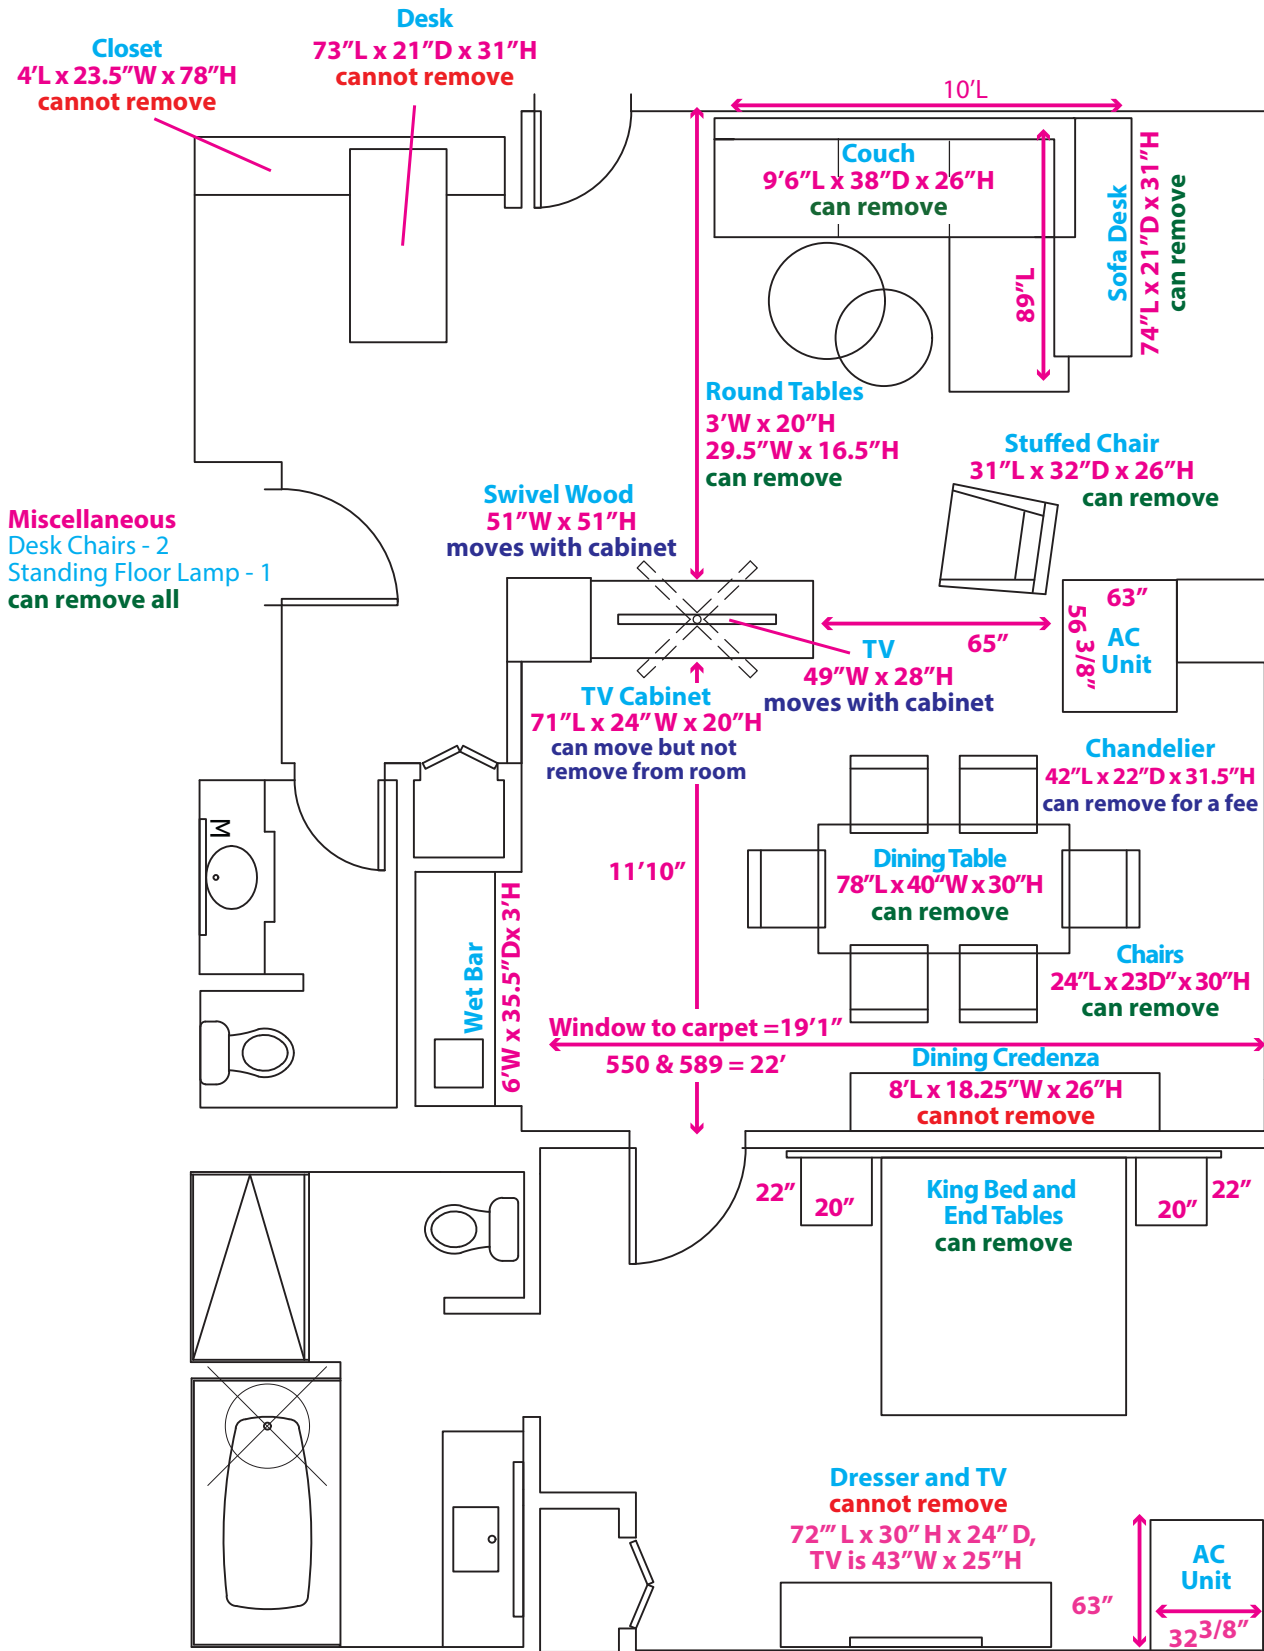 Desk
73”L x 21”D x 31”H
cannot remove
Closet
4’L x 23.5”W x 78”H
cannot remove
10’L
Couch
9’6”L x 38”D x 26”H
can remove
Sofa Desk
74”L x 21”D x 31”H
can remove
89”L
Round Tables
3’W x 20”H
29.5”W x 16.5”H
can remove
Stuffed Chair
31”L x 32”D x 26”H
can remove
Swivel Wood
51”W x 51”H
moves with cabinet
Miscellaneous
Desk Chairs - 2
Standing Floor Lamp - 1
can remove all
63”
56 3/8”
AC
Unit
65”
TV
49”W x 28”H
moves with cabinet
TV Cabinet
71”L x 24” W x 20”H
can move but not
remove from room
Chandelier
42”L x 22”D x 31.5”H
can remove for a fee
M
11’10”
Dining Table
78”L x 40“W x 30”H
can remove
Wet Bar
6’W x 35.5”Dx 3’H
Chairs
24”L x 23D” x 30”H
can remove
Window to carpet =19’1”
550 & 589 = 22’
Dining Credenza
8’L x 18.25”W x 26”H
cannot remove
22”
20”
King Bed and
End Tables
can remove
20”
22”
Dresser and TV
cannot remove
72”’ L x 30” H x 24” D,
TV is 43”W x 25”H
63”
AC
Unit
32 3/8”